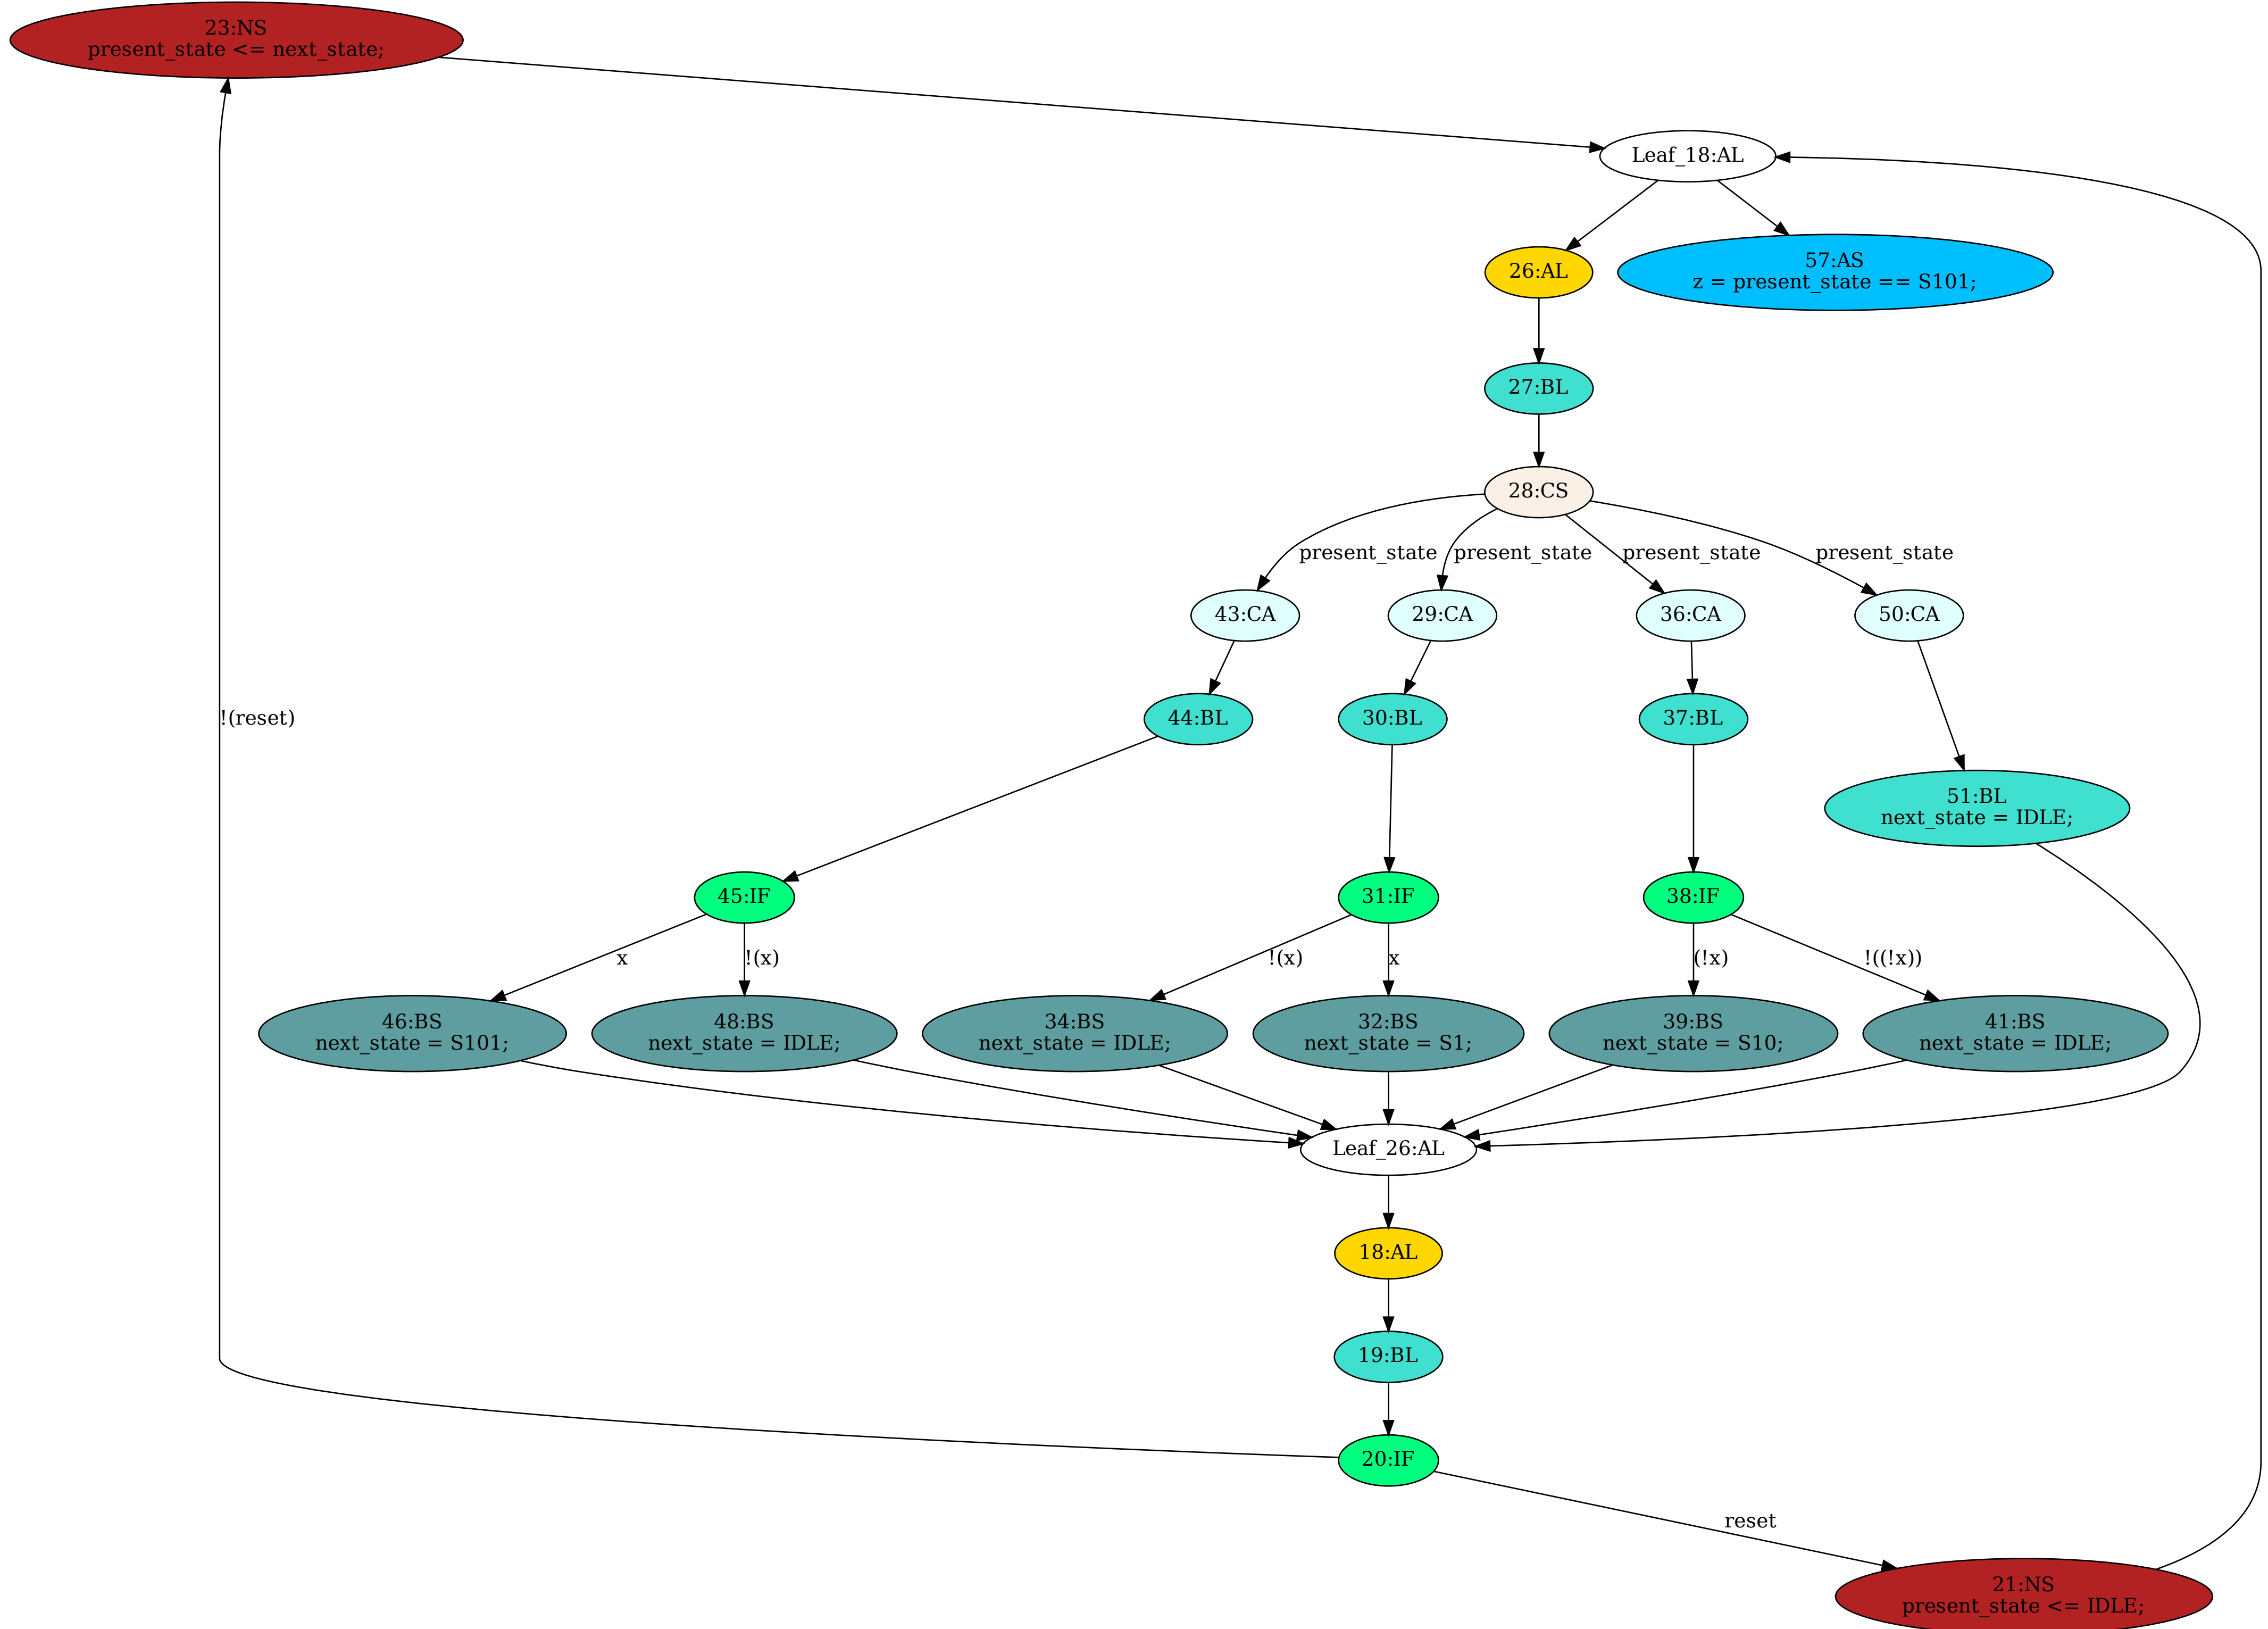 23:NS
present_state <= next_state;
Leaf_18:AL
26:AL
57:AS
z = present_state == S101;
27:BL
28:CS
present_state
present_state
present_state
present_state
43:CA
29:CA
36:CA
50:CA
!(reset)
44:BL
30:BL
37:BL
51:BL
next_state = IDLE;
45:IF
31:IF
38:IF
x
!(x)
!(x)
x
(!x)
!((!x))
46:BS
next_state = S101;
48:BS
next_state = IDLE;
34:BS
next_state = IDLE;
32:BS
next_state = S1;
39:BS
next_state = S10;
41:BS
next_state = IDLE;
Leaf_26:AL
18:AL
19:BL
20:IF
reset
21:NS
present_state <= IDLE;